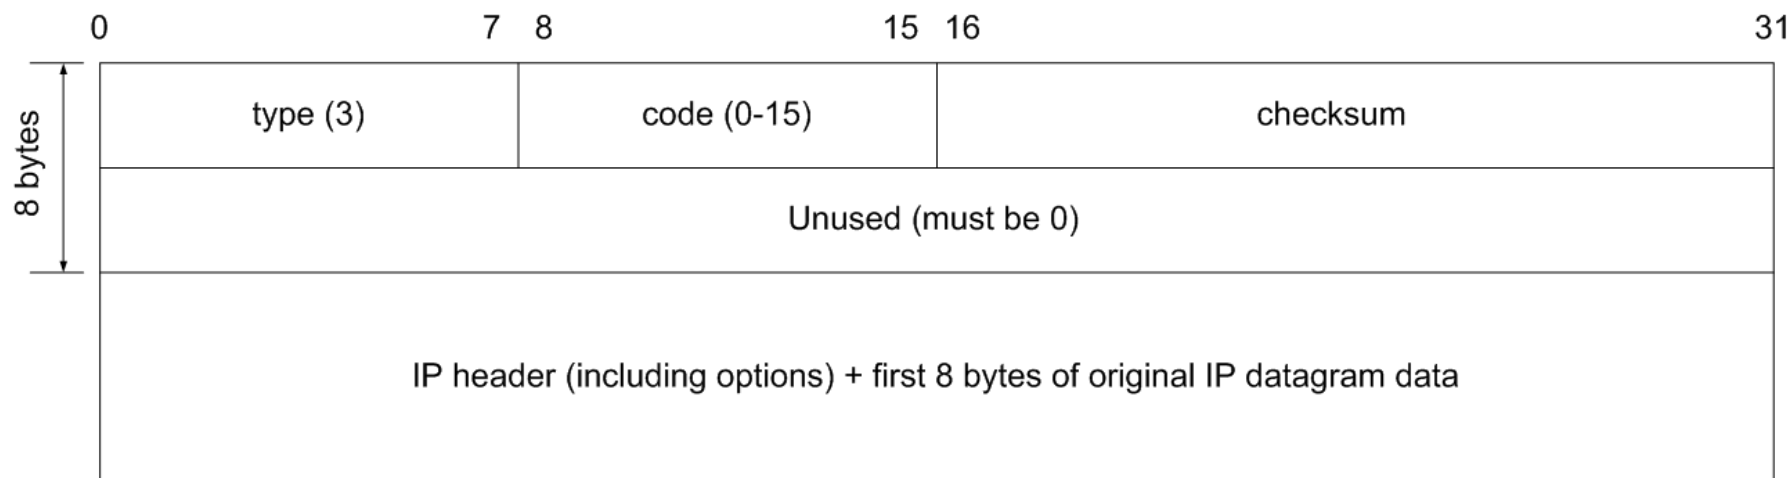 0 7 8 15 16 31
type (3) code (0-15) checksum
8 bytes
Unused (must be 0)
IP header (including options) + first 8 bytes of original IP datagram data